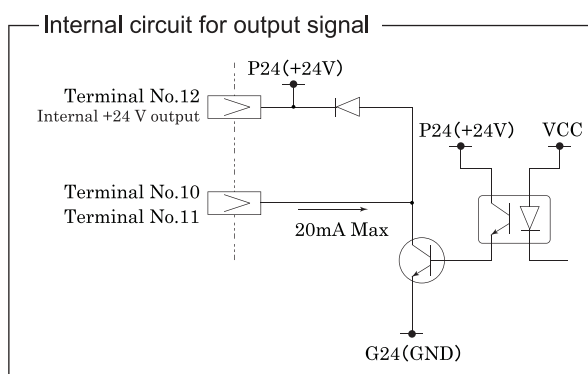 Internal circuit for output signal
P24(+24V)
Terminal No.12
Internal +24 V output
P24(+24V)
VCC
Terminal No.10
Terminal No.11
20mA Max
G24(GND)